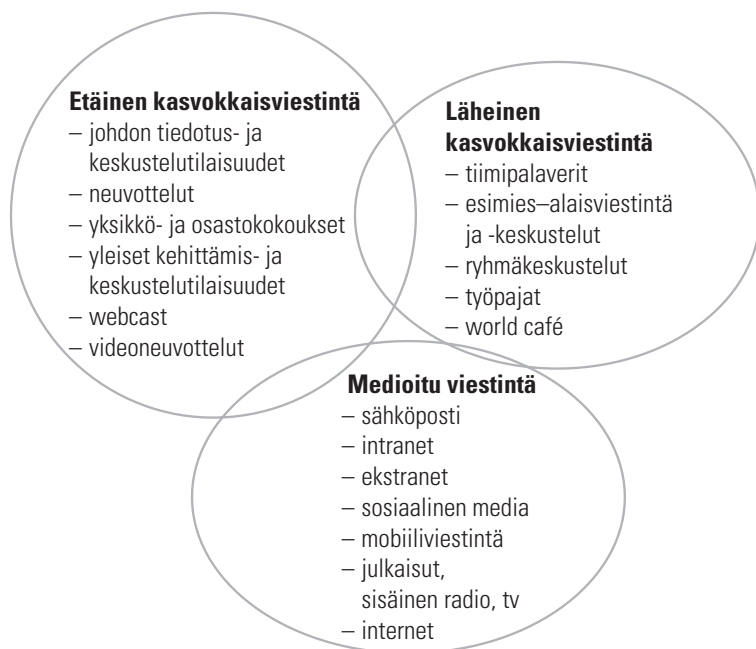 Etäinen kasvokkaisviestintä
– johdon tiedotus- ja
keskustelutilaisuudet
– neuvottelut
– yksikkö- ja osastokokoukset
– yleiset kehittämis- ja
keskustelutilaisuudet
– webcast
– videoneuvottelut
Läheinen
kasvokkaisviestintä
– tiimipalaverit
– esimies–alaisviestintä
ja -keskustelut
– ryhmäkeskustelut
– työpajat
– world café
Medioitu viestintä
– sähköposti
– intranet
– ekstranet
– sosiaalinen media
– mobiiliviestintä
– julkaisut,
sisäinen radio, tv
– internet